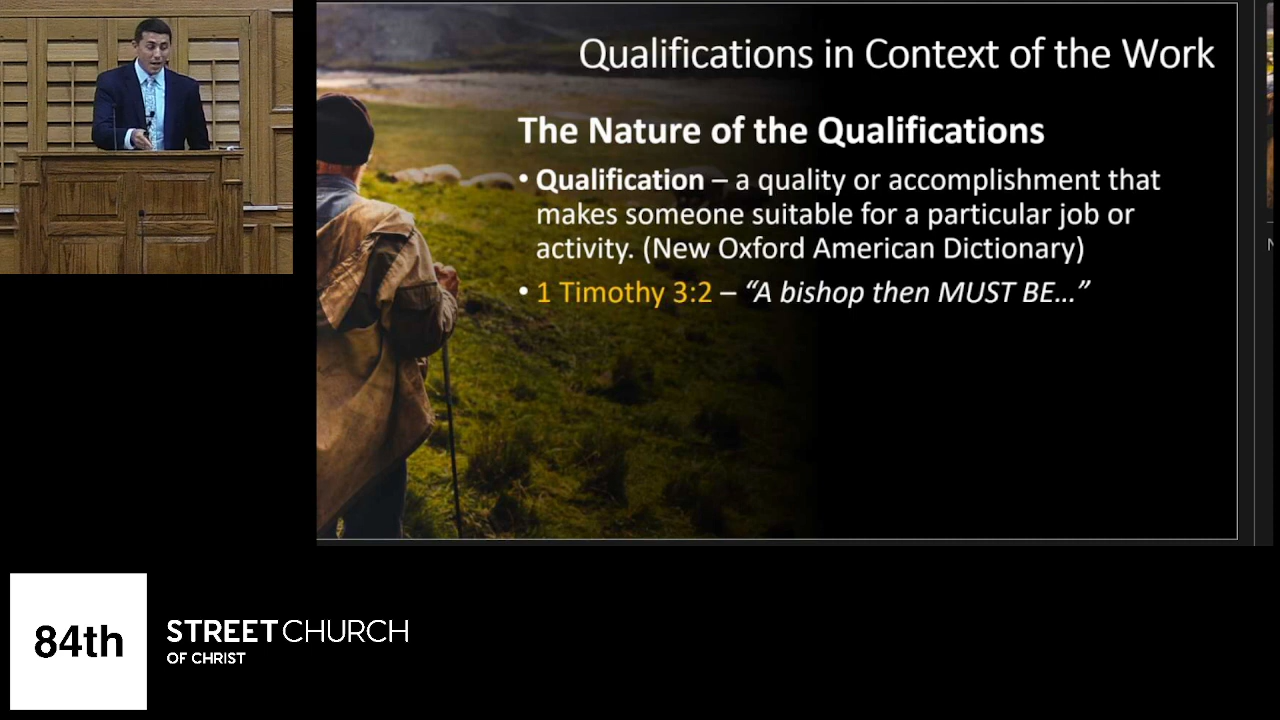 Qualifications in Context of the Work
The Nature of the Qualifications
• Qualification – a quality or accomplishment that
makes someone suitable for a particular job or
activity. (New Oxford American Dictionary)
• 1 Timothy 3:2 – “A bishop then MUST BE…”
84th
STREET CHURCH
OF CHRIST